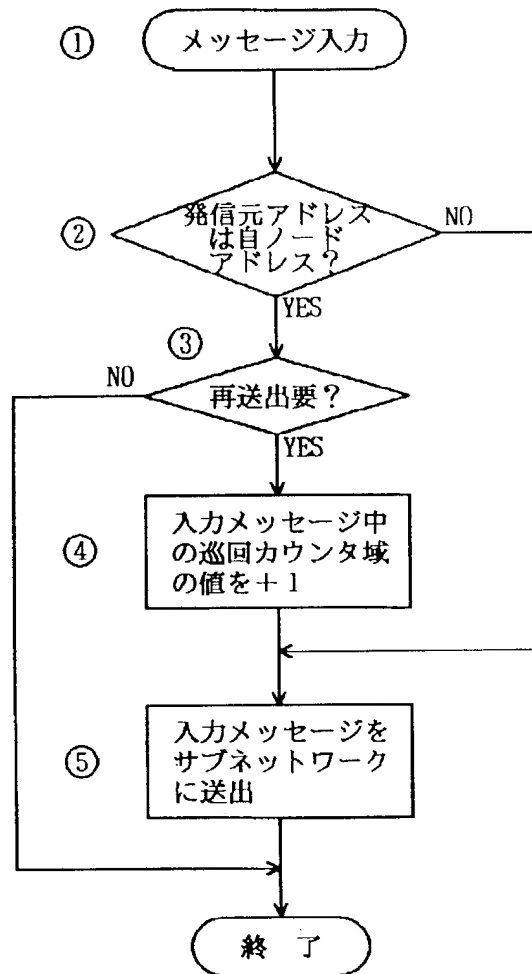 ①
メッセージ入力
②
発信元アドレス
は自ノード
アドレス？
NO
YES
③
NO
再送出要？
YES
④
入力メッセージ中
の巡回カウンタ域
の値を＋１
⑤
入力メッセージを
サブネットワーク
に送出
終 了